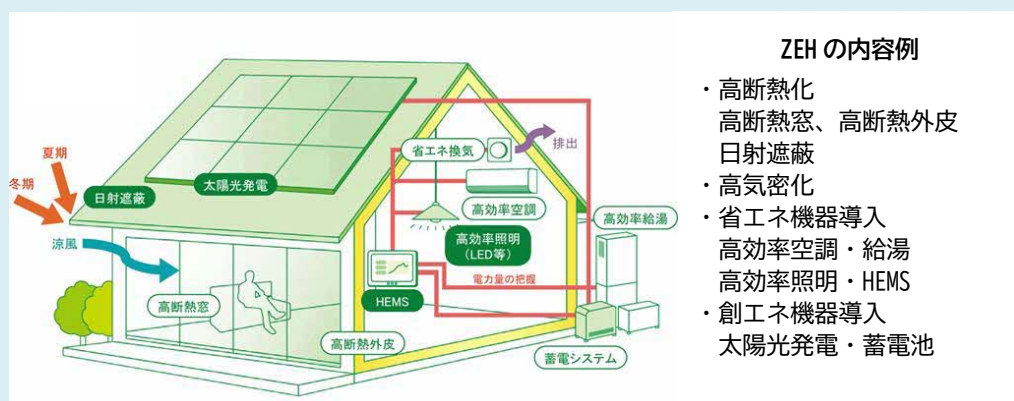 夏期
冬期
日射遮蔽
涼風
太陽光発電
省エネ換気
排出
高効率空調
高効率照明
(LED等)
高効率給湯
電力量の把握
HEMS
高断熱窓
高断熱外皮
蓄電システム
ZEHの内容例
・高断熱化
高断熱窓、高断熱外皮
日射遮蔽
・高気密化
・省エネ機器導入
高効率空調・給湯
高効率照明・HEMS
・創エネ機器導入
太陽光発電・蓄電池